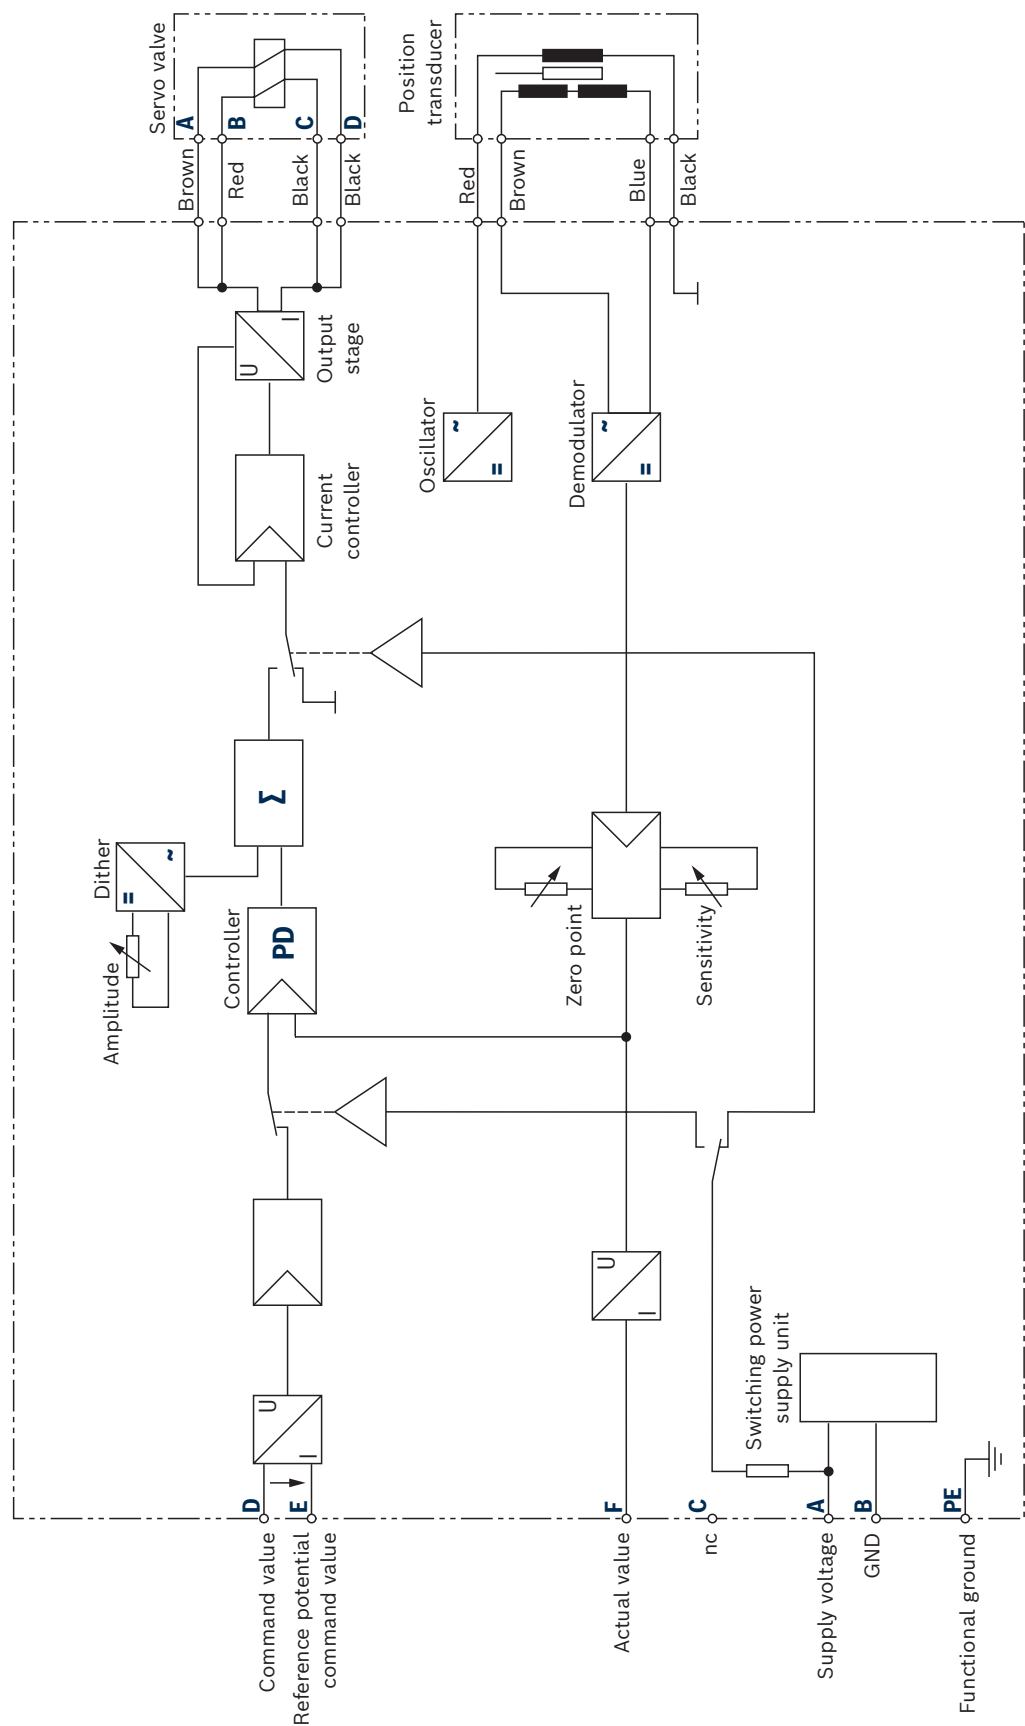 Servo valve
A
B
C
D
Brown
Red
Black
Black
Position
transducer
Red
Brown
Blue
Black
U
I
Output
stage
Current
controller
Oscillator
~
=
Demodulator
~
=
Σ
Dither
=
~
Amplitude
Controller
PD
Zero point
Sensitivity
U
I
U
I
Switching power
supply unit
D
E
F
C
A
B
PE
Command value
Reference potential
command value
Actual value
nc
Supply voltage
GND
Functional ground